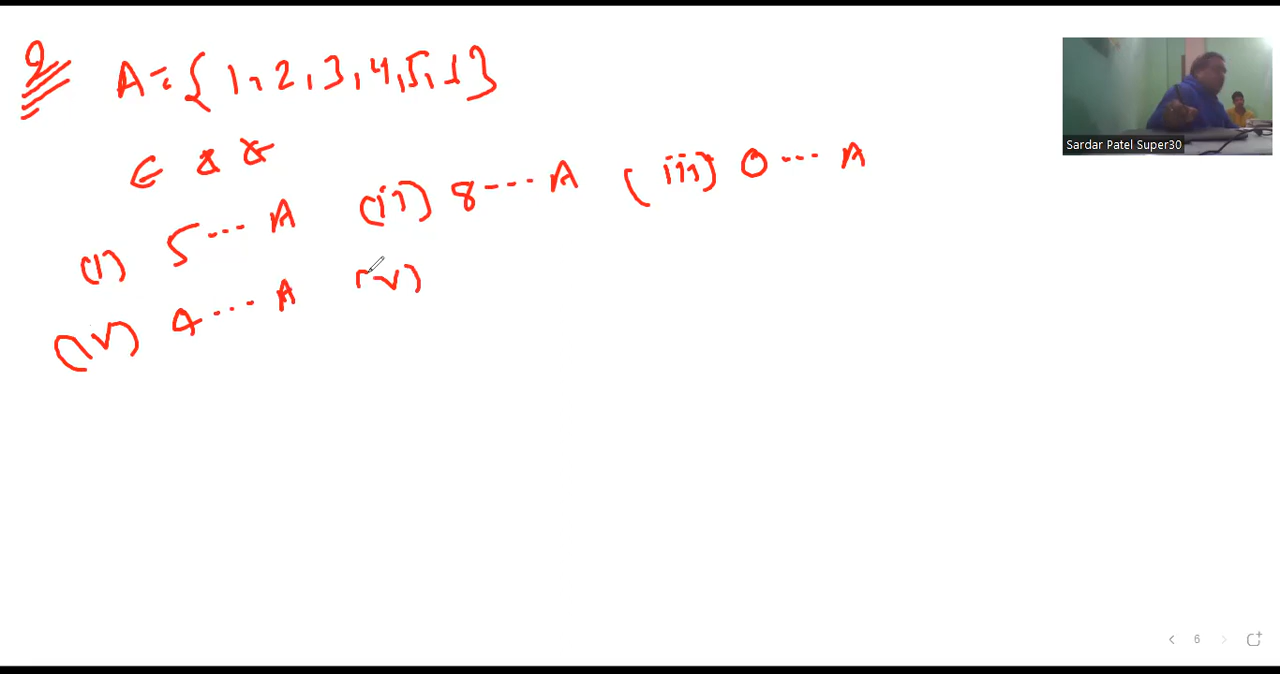 Q A = { 1, 2, 3, 4, 5, 1 }
∈ & ∉
(i) 5 --- A (ii) 8 --- A (iii) 0 --- A
(iv) 4 --- A (v)
Sardar Patel Super30
6